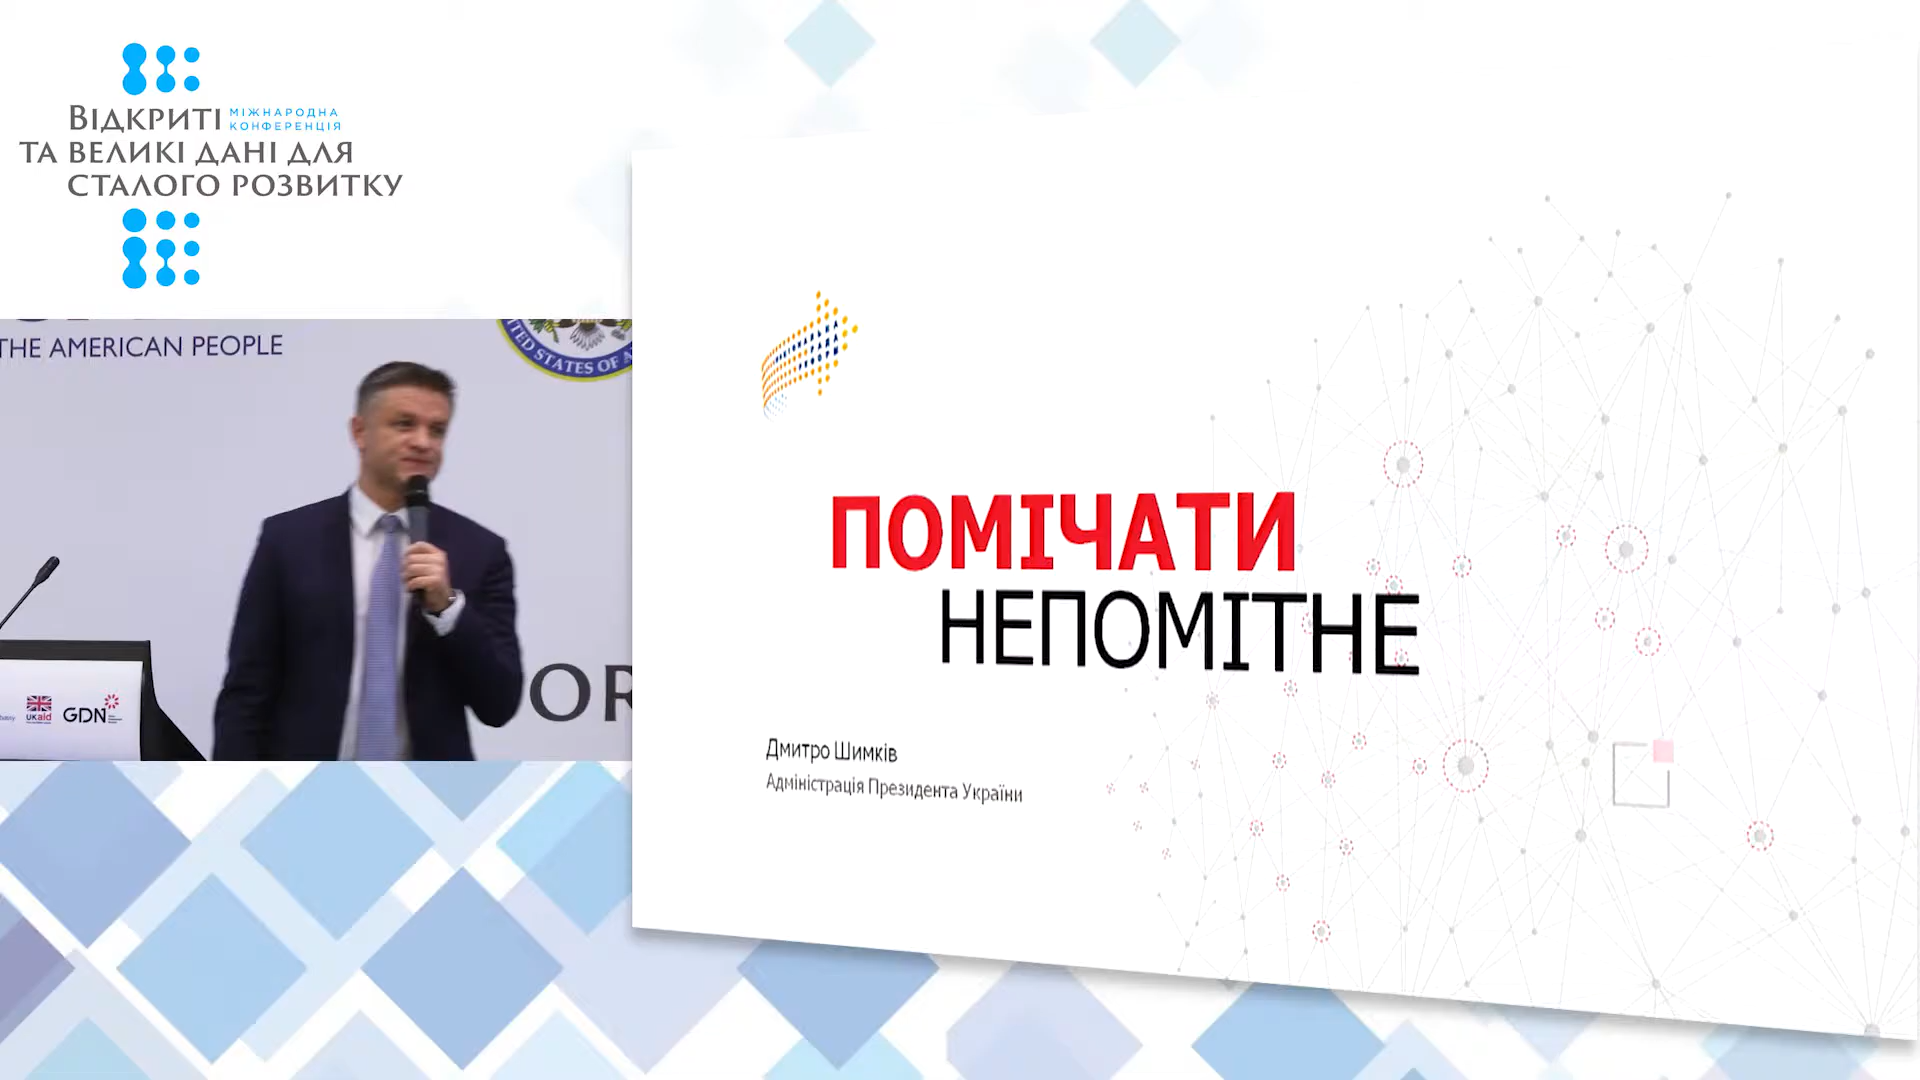 ВІДКРИТІ МІЖНАРОДНА КОНФЕРЕНЦІЯ
ТА ВЕЛИКІ ДАНІ ДЛЯ
СТАЛОГО РОЗВИТКУ
THE AMERICAN PEOPLE
STATES OF
OR
UKaid
GDN
ПОМІЧАТИ
НЕПОМІТНЕ
Дмитро Шимків
Адміністрація Президента України